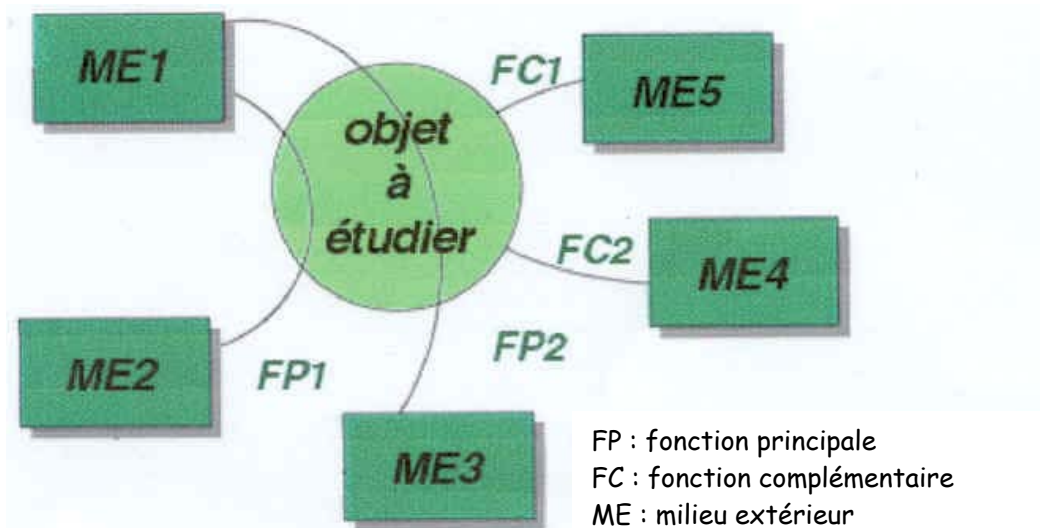 ME1
FC1
ME5
objet
à
étudier
FC2
ME4
ME2
FP1
FP2
ME3
FP : fonction principale
FC : fonction complémentaire
ME : milieu extérieur